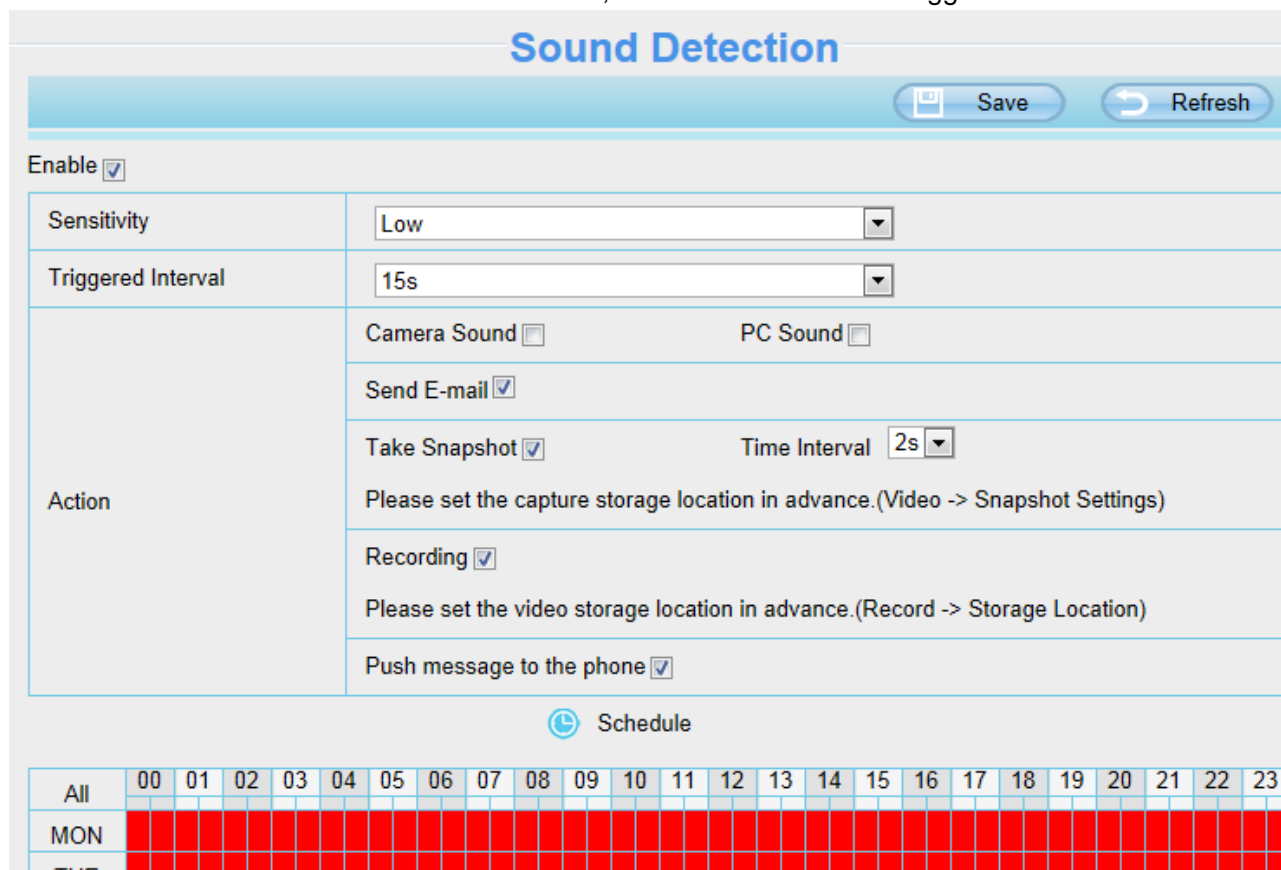 Sound Detection
Save Refresh
Enable
Sensitivity Low
Triggered Interval 15s
Camera Sound PC Sound
Send E-mail
Take Snapshot Time Interval 2s
Action Please set the capture storage location in advance.(Video -> Snapshot Settings)
Recording
Please set the video storage location in advance.(Record -> Storage Location)
Push message to the phone
Schedule
All 00 01 02 03 04 05 06 07 08 09 10 11 12 13 14 15 16 17 18 19 20 21 22 23
MON